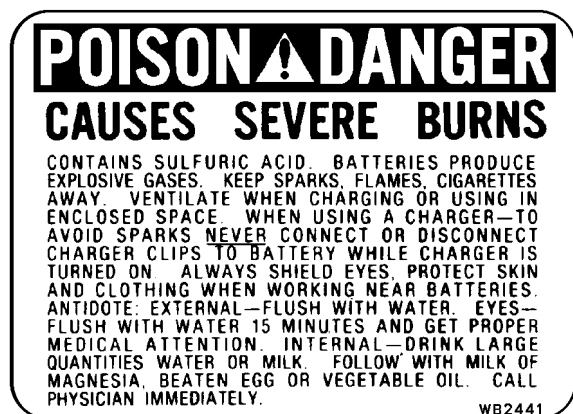 POISON DANGER
CAUSES SEVERE BURNS
CONTAINS SULFURIC ACID. BATTERIES PRODUCE
EXPLOSIVE GASES. KEEP SPARKS, FLAMES, CIGARETTES
AWAY. VENTILATE WHEN CHARGING OR USING IN
ENCLOSED SPACE. WHEN USING A CHARGER—TO
AVOID SPARKS NEVER CONNECT OR DISCONNECT
CHARGER CLIPS TO BATTERY WHILE CHARGER IS
TURNED ON. ALWAYS SHIELD EYES, PROTECT SKIN
AND CLOTHING WHEN WORKING NEAR BATTERIES.
ANTIDOTE: EXTERNAL—FLUSH WITH WATER. EYES—
FLUSH WITH WATER 15 MINUTES AND GET PROPER
MEDICAL ATTENTION. INTERNAL—DRINK LARGE
QUANTITIES WATER OR MILK. FOLLOW WITH MILK OF
MAGNESIA, BEATEN EGG OR VEGETABLE OIL. CALL
PHYSICIAN IMMEDIATELY.
WB2441